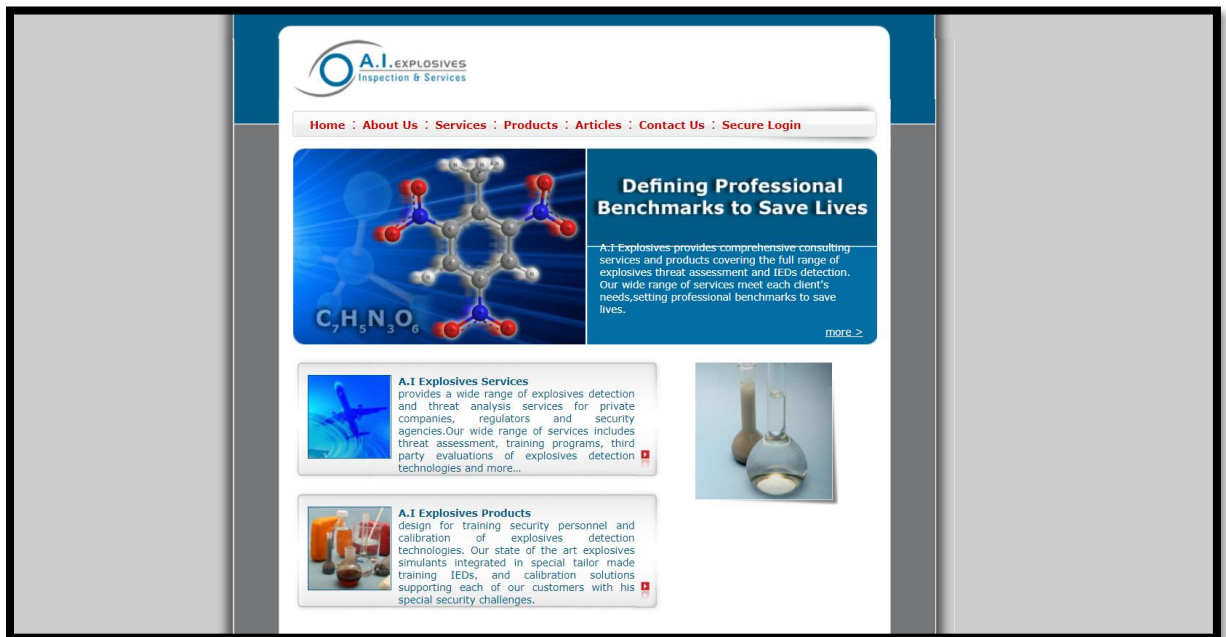 A.I. EXPLOSIVES
Inspection & Services
Home : About Us : Services : Products : Articles : Contact Us : Secure Login
C7H5N3O6
Defining Professional
Benchmarks to Save Lives
A.I Explosives provides comprehensive consulting
services and products covering the full range of
explosives threat assessment and IEDs detection.
Our wide range of services meet each client's
needs,setting professional benchmarks to save
lives.
more >
A.I Explosives Services
provides a wide range of explosives detection
and threat analysis services for private
companies, regulators and security
agencies.Our wide range of services includes
threat assessment, training programs, third
party evaluations of explosives detection
technologies and more...
A.I Explosives Products
design for training security personnel and
calibration of explosives detection
technologies. Our state of the art explosives
simulants integrated in special tailor made
training IEDs, and calibration solutions
supporting each of our customers with his
special security challenges.